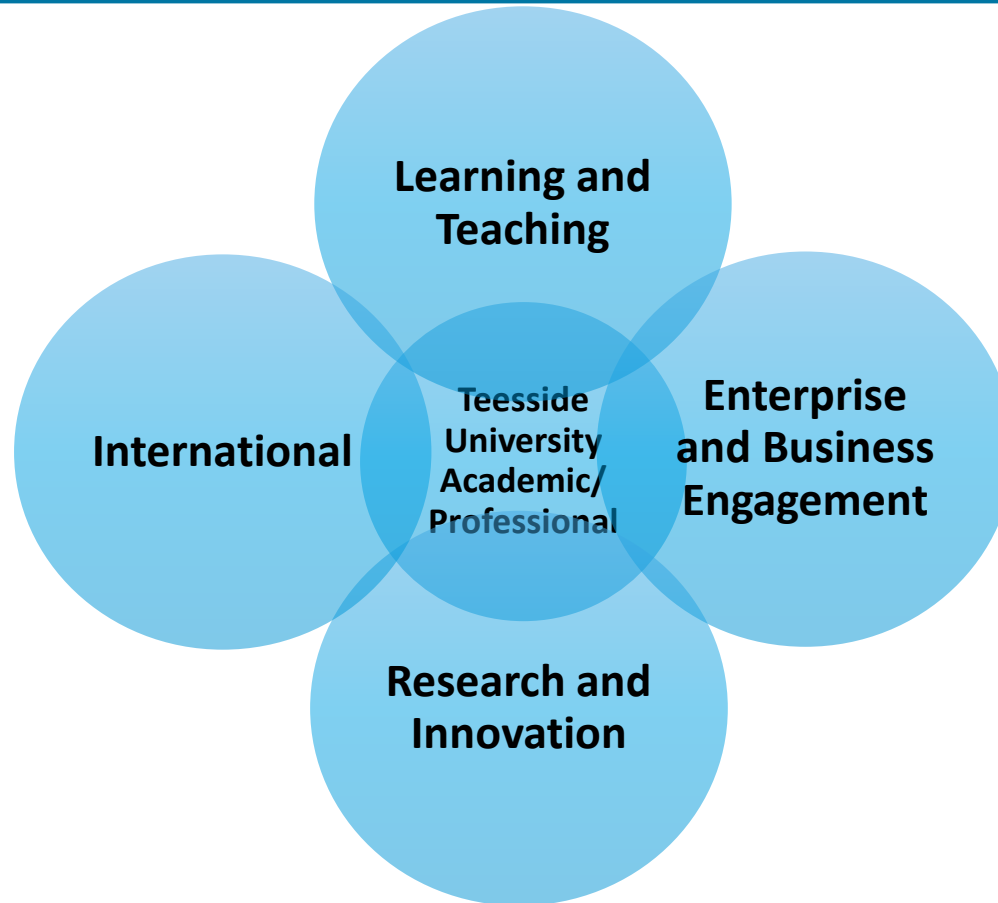 Learning and
Teaching
International
Teesside
University
Academic/
Professional
Enterprise
and Business
Engagement
Research and
Innovation